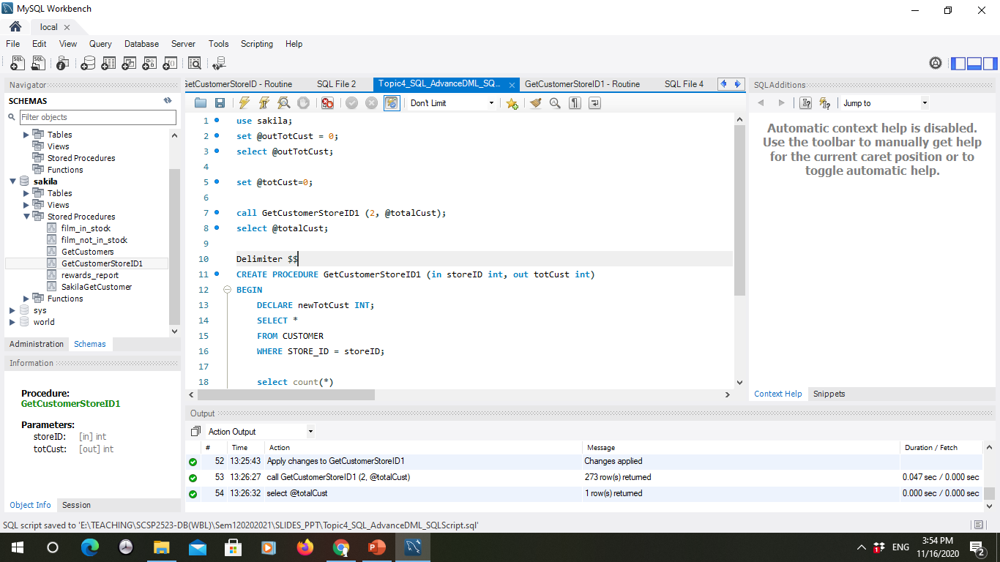 MySQL Workbench
local
File Edit View Query Database Server Tools Scripting Help
Navigator
SCHEMAS
Filter objects
Tables
Views
Stored Procedures
Functions
sakila
Tables
Views
Stored Procedures
film_in_stock
film_not_in_stock
GetCustomers
GetCustomerStoreID1
rewards_report
SakilaGetCustomer
Functions
sys
world
Administration Schemas
Information
Procedure:
GetCustomerStoreID1
Parameters:
storeID: [in] int
totCust: [out] int
Object Info Session
GetCustomerStoreID - Routine SQL File 2 Topic4_SQL_AdvanceDML_SQ... GetCustomerStoreID1 - Routine SQL File 4
Don't Limit
1 use sakila;
2 set @outTotCust = 0;
3 select @outTotCust;
4
5 set @totCust=0;
6
7 call GetCustomerStoreID1 (2, @totalCust);
8 select @totalCust;
9
10 Delimiter $$
11 CREATE PROCEDURE GetCustomerStoreID1 (in storeID int, out totCust int)
12 BEGIN
13 DECLARE newTotCust INT;
14 SELECT *
15 FROM CUSTOMER
16 WHERE STORE_ID = storeID;
17
18 select count(*)
SQLAdditions
Jump to
Automatic context help is disabled.
Use the toolbar to manually get help
for the current caret position or to
toggle automatic help.
Context Help Snippets
Output
Action Output
# Time Action Message Duration / Fetch
52 13:25:43 Apply changes to GetCustomerStoreID1 Changes applied
53 13:26:27 call GetCustomerStoreID1 (2, @totalCust) 273 row(s) returned 0.047 sec / 0.000 sec
54 13:26:32 select @totalCust 1 row(s) returned 0.000 sec / 0.000 sec
SQL script saved to 'E:\TEACHING\SCSP2523-DB(WBL)\Sem120202021\SLIDES_PPT\Topic4_SQL_AdvanceDML_SQLScript.sql'
ENG
3:54 PM
11/16/2020
2